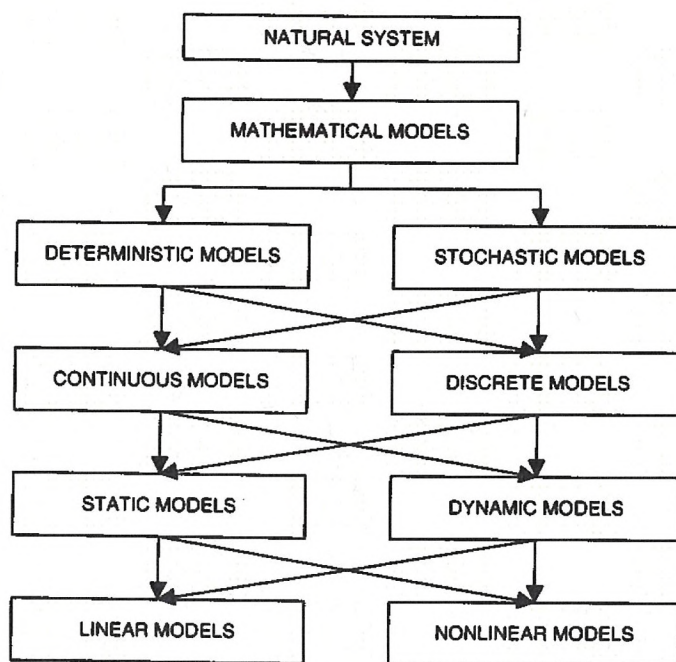 NATURAL SYSTEM
MATHEMATICAL MODELS
DETERMINISTIC MODELS
STOCHASTIC MODELS
CONTINUOUS MODELS
DISCRETE MODELS
STATIC MODELS
DYNAMIC MODELS
LINEAR MODELS
NONLINEAR MODELS